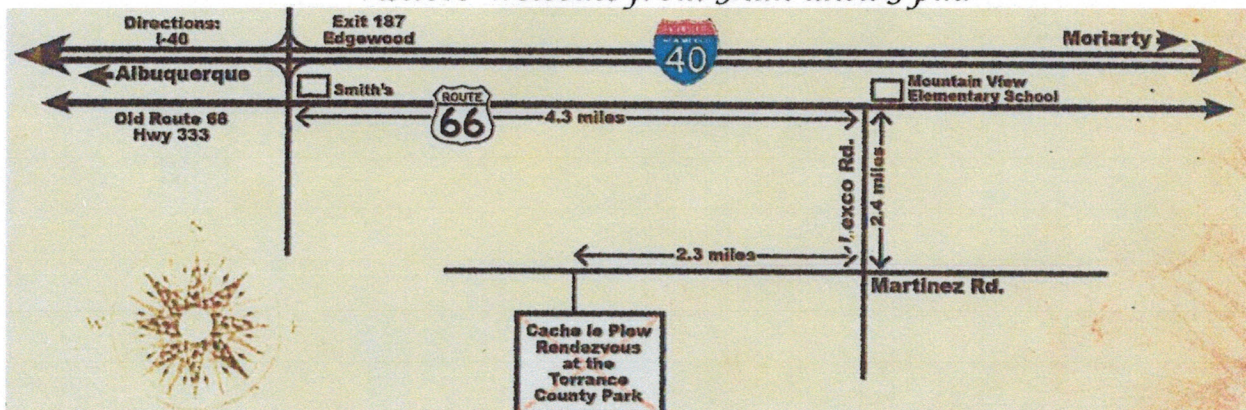 Directions:
I-40
Exit 187
Edgewood
40
Moriarty
Albuquerque
Smith's
ROUTE
66
Mountain View
Elementary School
Old Route 66
Hwy 333
4.3 miles
exco Rd.
2.4 miles
2.3 miles
Martinez Rd.
Cache le Plew
Rendezvous
at the
Torrance
County Park